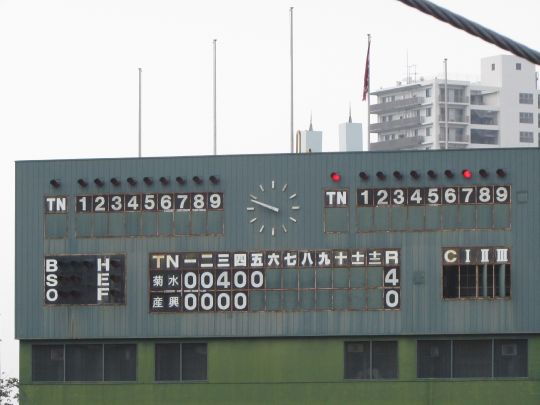 TN 1 2 3 4 5 6 7 8 9
TN 1 2 3 4 5 6 7 8 9
B H
S E
O F
TN 一 二 三 四 五 六 七 八 九 十 土 士 R
菊水 0 0 4 0 0 4
産興 0 0 0 0 0
C I II III